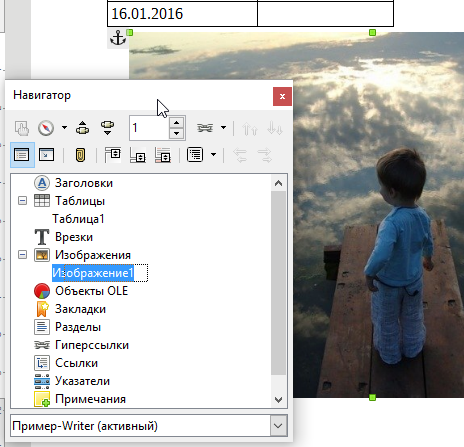 16.01.2016
Навигатор
1
Заголовки
Таблицы
Таблица1
Врезки
Изображения
Изображение1
Объекты OLE
Закладки
Разделы
Гиперссылки
Ссылки
Указатели
Примечания
Пример-Writer (активный)